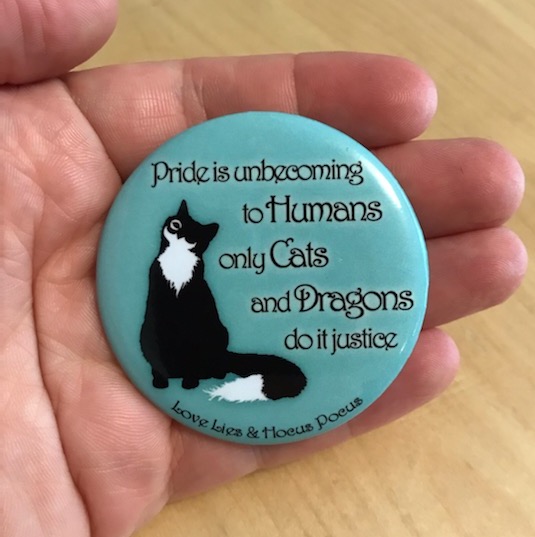 Pride is unbecoming
to Humans
only Cats
and Dragons
do it justice
Love Lies & Hocus Pocus